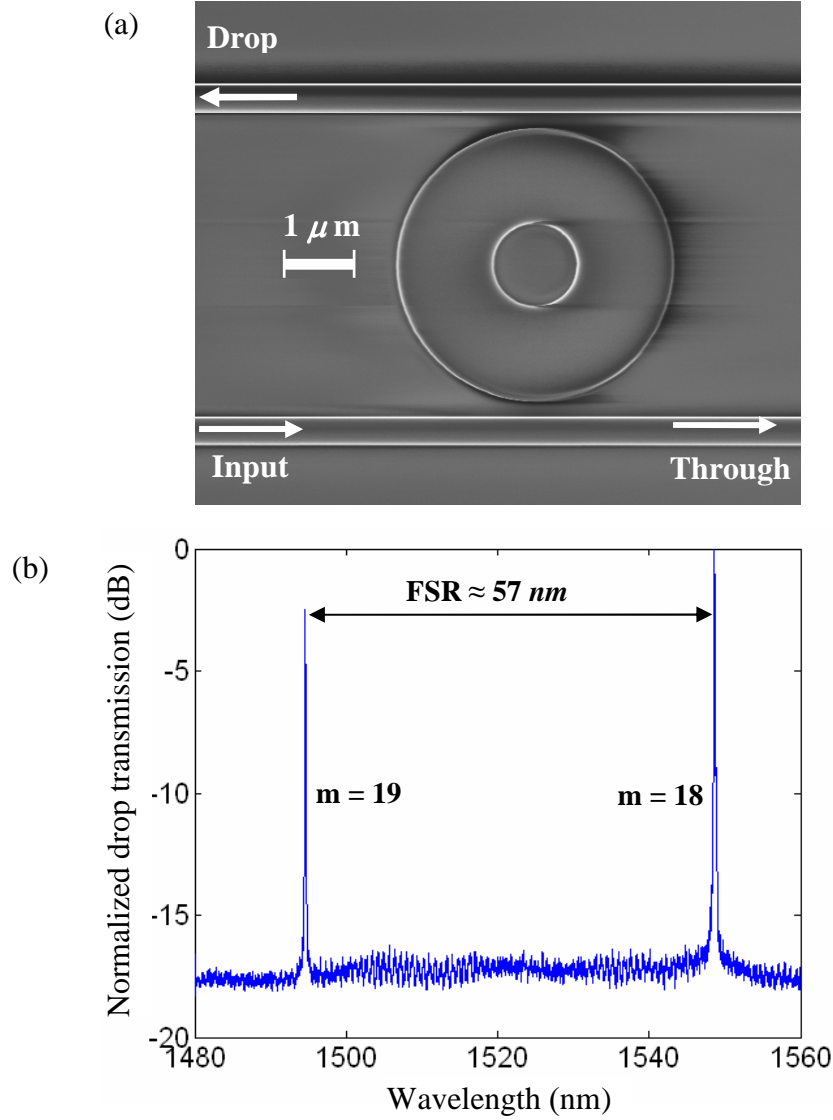 (a)
Drop
1 μ m
Input
Through
(b)
Normalized drop transmission (dB)
0
-5
-10
-15
-20
FSR ≈ 57 nm
m = 19
m = 18
1480
1500
1520
1540
1560
Wavelength (nm)